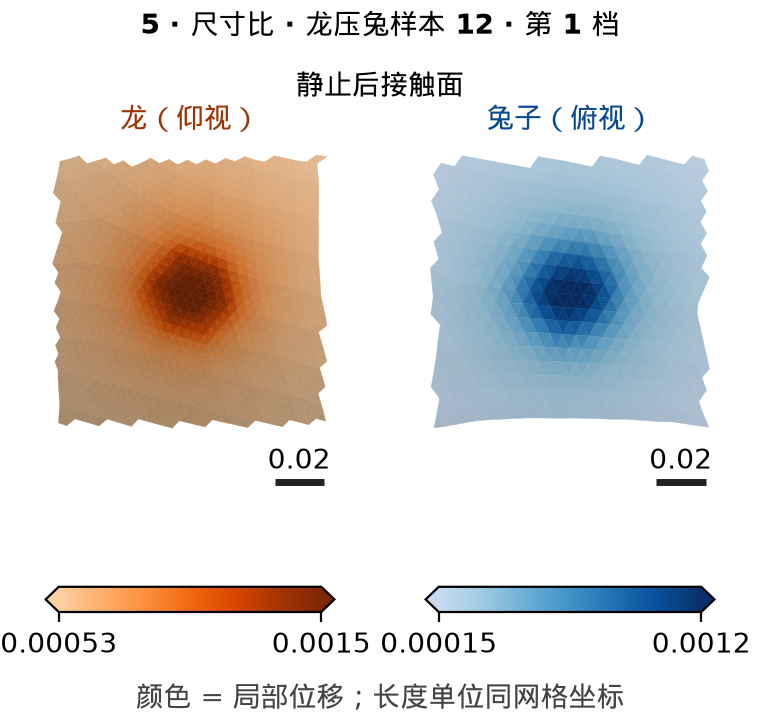 5 · 尺寸比 · 龙压兔样本 12 · 第 1 档
静止后接触面
龙（仰视） 兔子（俯视）
0.02 0.02
0.00053 0.0015 0.00015 0.0012
颜色 = 局部位移；长度单位同网格坐标